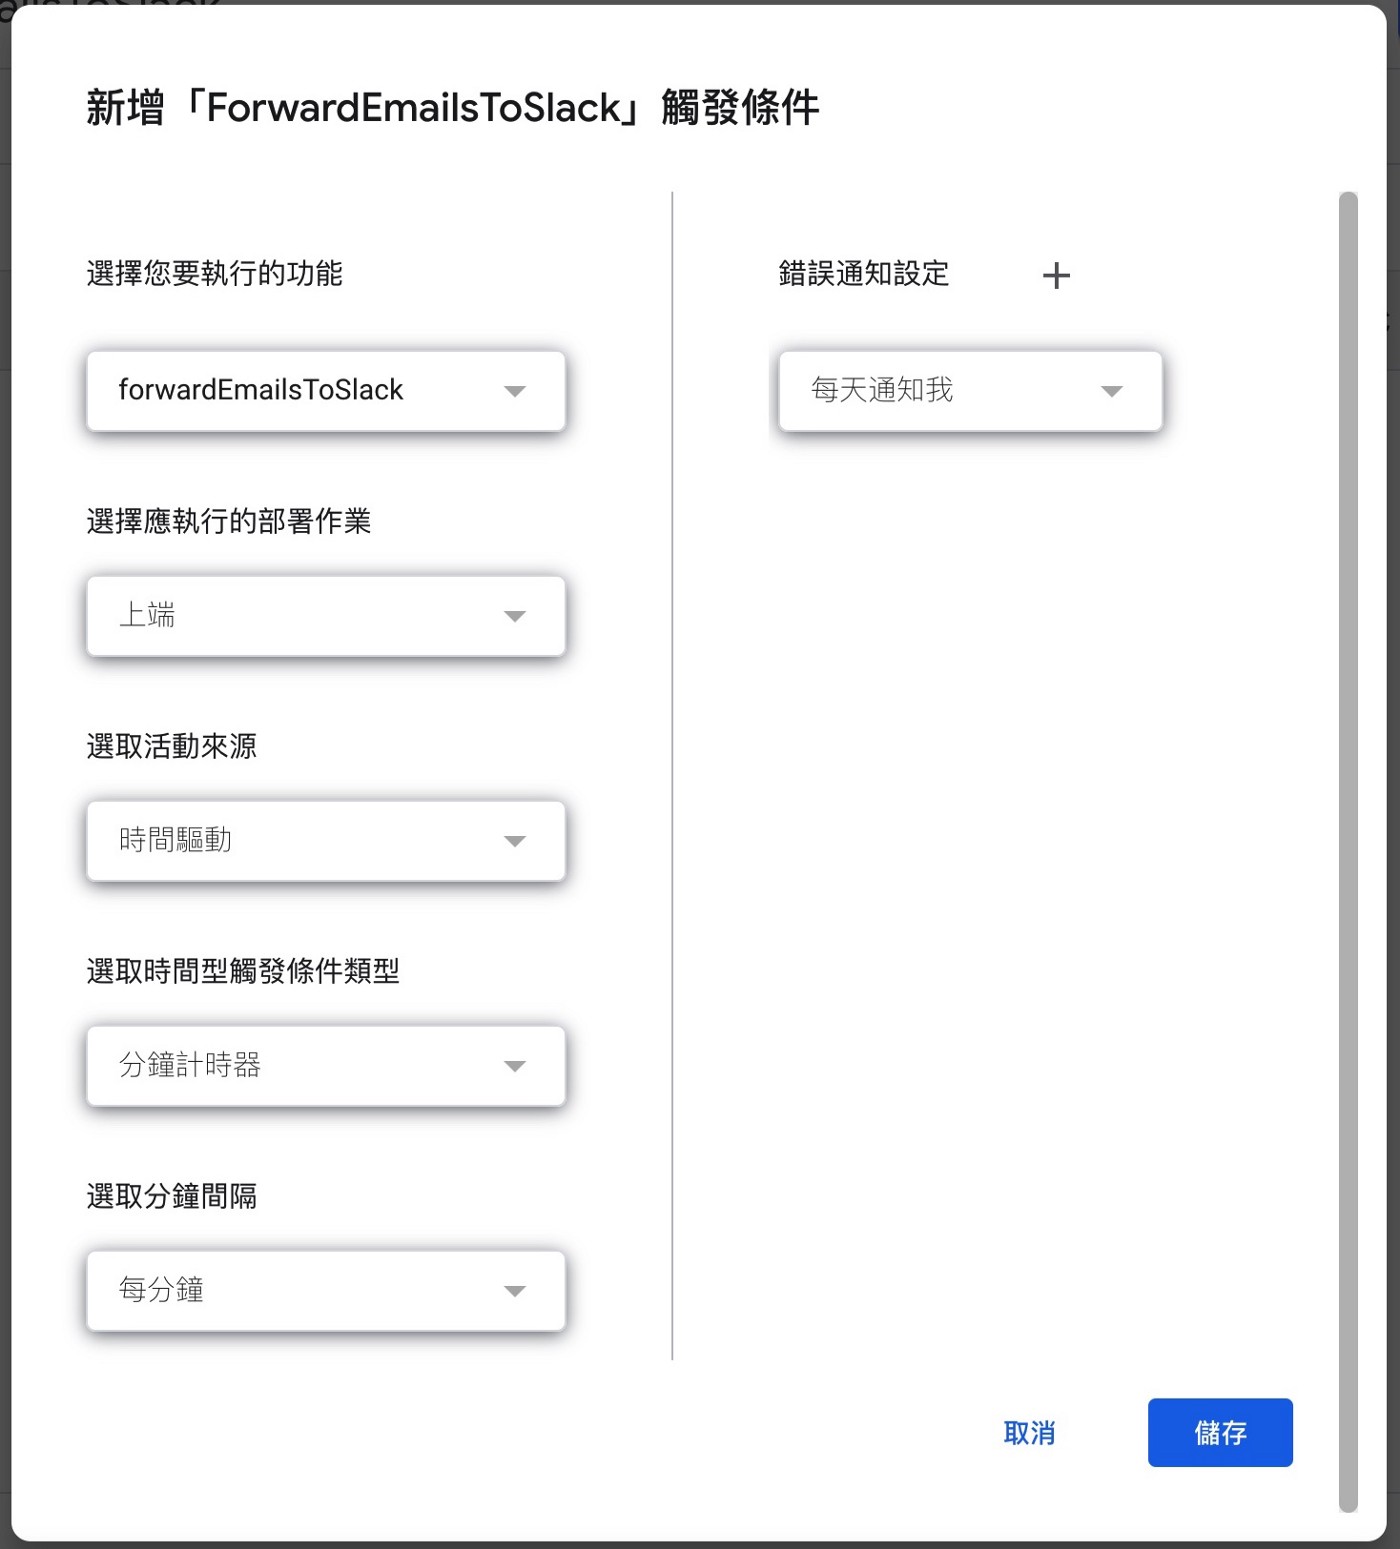 新增「ForwardEmailsToSlack」觸發條件
選擇您要執行的功能
forwardEmailsToSlack
選擇應執行的部署作業
上端
選取活動來源
時間驅動
選取時間型觸發條件類型
分鐘計時器
選取分鐘間隔
每分鐘
錯誤通知設定
每天通知我
取消
儲存